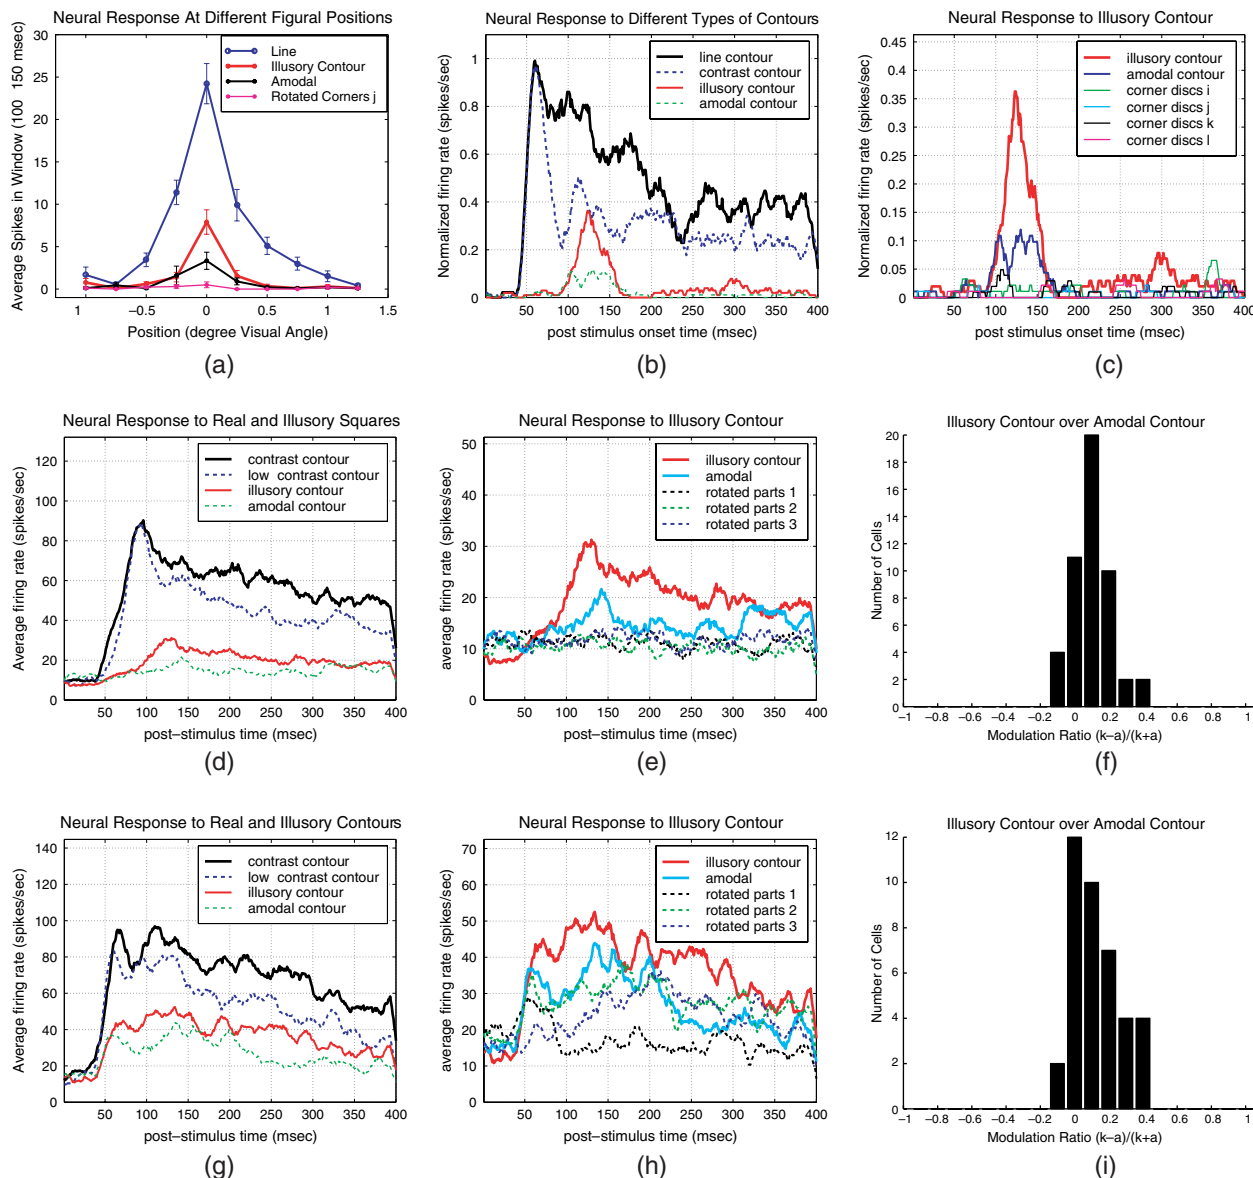 Neural Response At Different Figural Positions
Average Spikes in Window (100 150 msec)
30
25
20
15
10
5
0
Line
Illusory Contour
Amodal
Rotated Corners j
1 −0.5 0 0.5 1 1.5
Position (degree Visual Angle)
(a)
Neural Response to Different Types of Contours
Normalized firing rate (spikes/sec)
1
0.8
0.6
0.4
0.2
0
line contour
contrast contour
illusory contour
amodal contour
50 100 150 200 250 300 350 400
post stimulus onset time (msec)
(b)
Neural Response to Illusory Contour
Normalized firing rate (spikes/sec)
0.45
0.4
0.35
0.3
0.25
0.2
0.15
0.1
0.05
0
illusory contour
amodal contour
corner discs i
corner discs j
corner discs k
corner discs l
50 100 150 200 250 300 350 400
post stimulus onset time (msec)
(c)
Neural Response to Real and Illusory Squares
Average firing rate (spikes/sec)
120
100
80
60
40
20
0
contrast contour
low contrast contour
illusory contour
amodal contour
50 100 150 200 250 300 350 400
post−stimulus time (msec)
(d)
Neural Response to Illusory Contour
average firing rate (spikes/sec)
50
40
30
20
10
0
illusory contour
amodal
rotated parts 1
rotated parts 2
rotated parts 3
50 100 150 200 250 300 350 400
post−stimulus time (msec)
(e)
Illusory Contour over Amodal Contour
Number of Cells
20
18
16
14
12
10
8
6
4
2
0
−1 −0.8 −0.6 −0.4 −0.2 0 0.2 0.4 0.6 0.8 1
Modulation Ratio (k−a)/(k+a)
(f)
Neural Response to Real and Illusory Contours
Average firing rate (spikes/sec)
140
120
100
80
60
40
20
0
contrast contour
low contrast contour
illusory contour
amodal contour
50 100 150 200 250 300 350 400
post−stimulus time (msec)
(g)
Neural Response to Illusory Contour
average firing rate (spikes/sec)
70
60
50
40
30
20
10
0
illusory contour
amodal
rotated parts 1
rotated parts 2
rotated parts 3
50 100 150 200 250 300 350 400
post−stimulus time (msec)
(h)
Illusory Contour over Amodal Contour
Number of Cells
12
10
8
6
4
2
0
−1 −0.8 −0.6 −0.4 −0.2 0 0.2 0.4 0.6 0.8 1
Modulation Ratio (k−a)/(k+a)
(i)